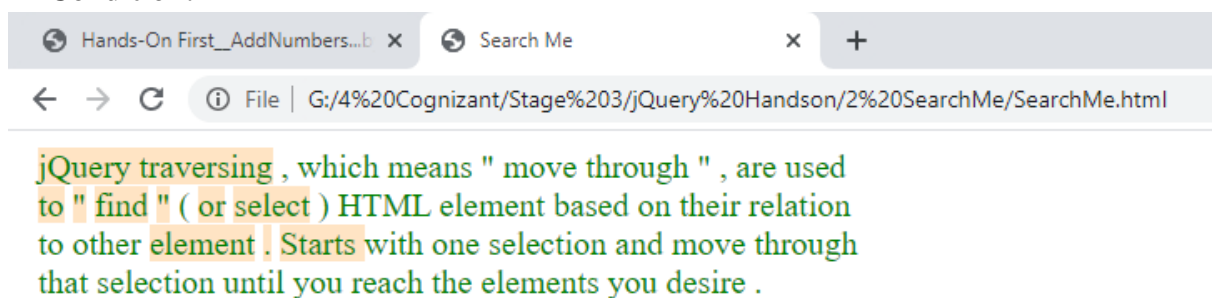 Hands-On First__AddNumbers...
Search Me
File G:/4%20Cognizant/Stage%203/jQuery%20Handson/2%20SearchMe/SearchMe.html
jQuery traversing , which means " move through " , are used
to " find " ( or select ) HTML element based on their relation
to other element . Starts with one selection and move through
that selection until you reach the elements you desire .